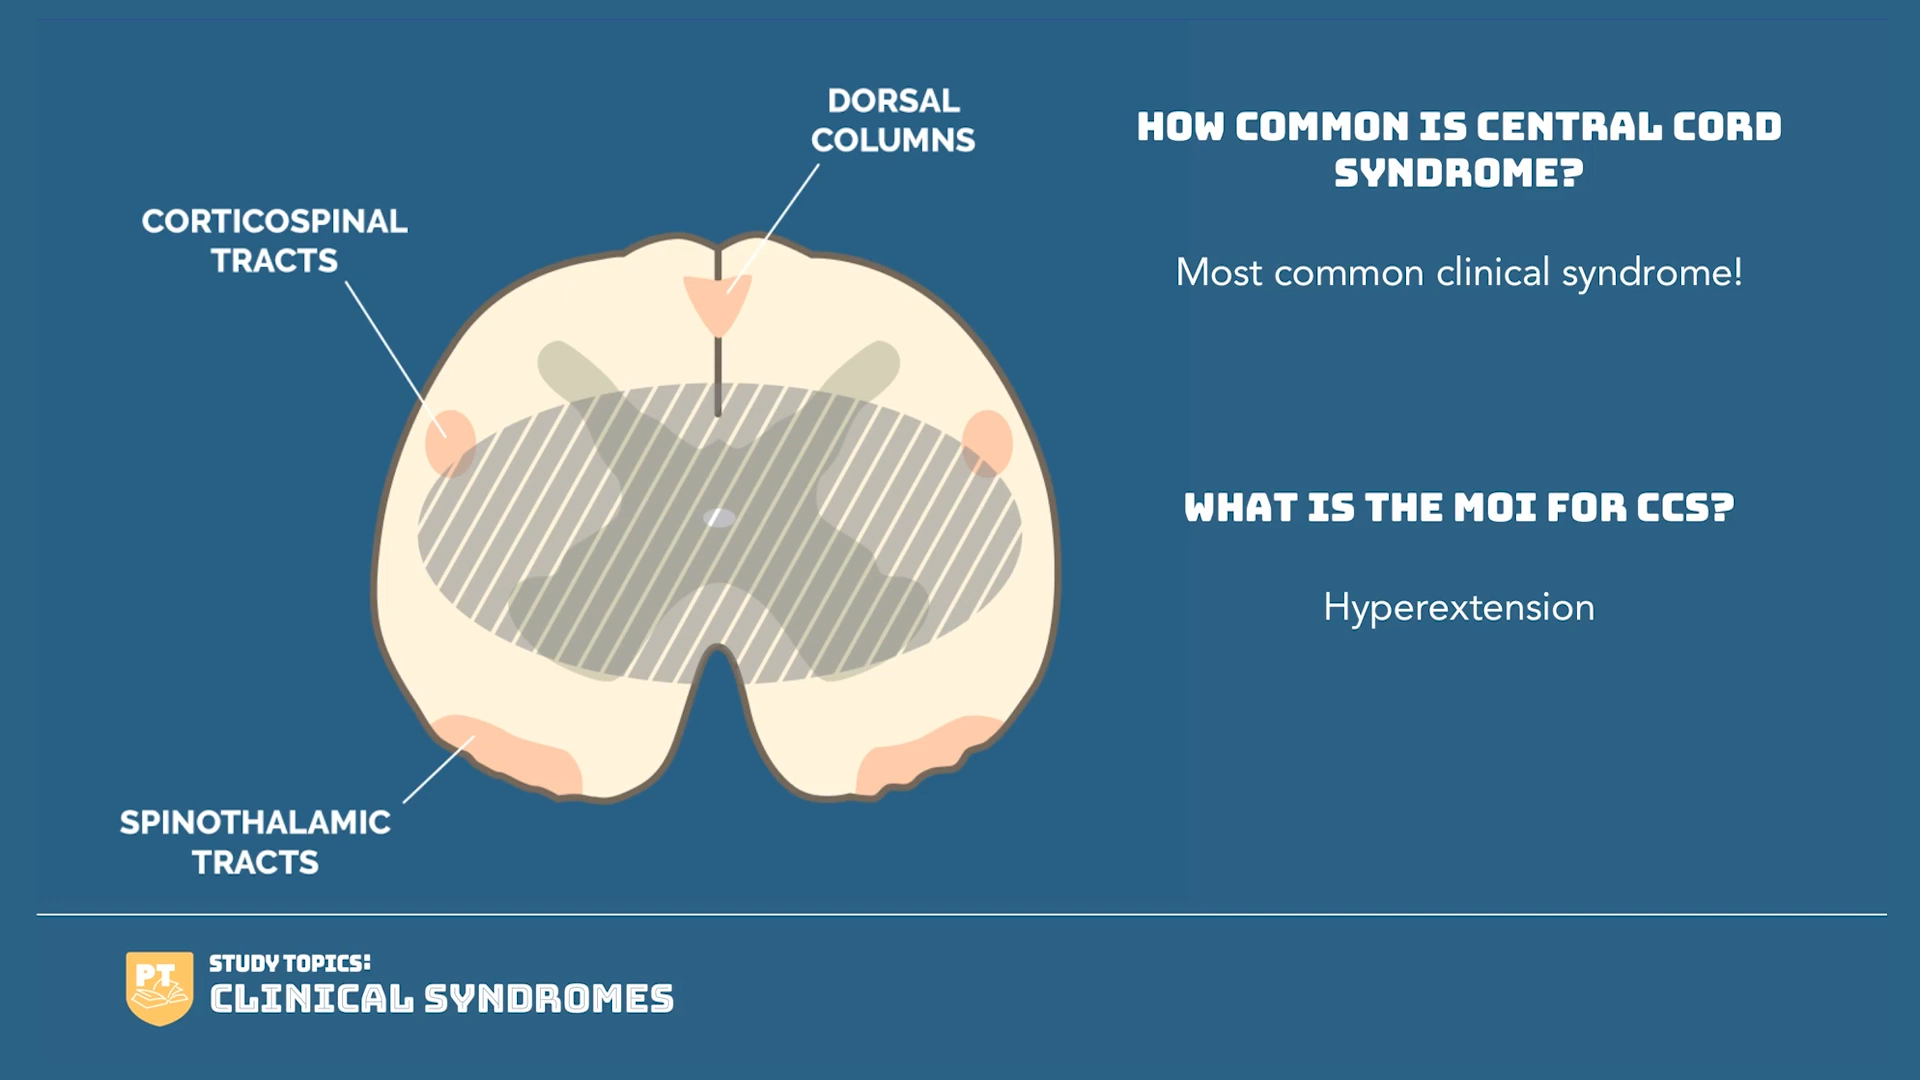 DORSAL
COLUMNS
CORTICOSPINAL
TRACTS
SPINOTHALAMIC
TRACTS
HOW COMMON IS CENTRAL CORD
SYNDROME?
Most common clinical syndrome!
WHAT IS THE MOI FOR CCS?
Hyperextension
PT
STUDY TOPICS:
CLINICAL SYNDROMES